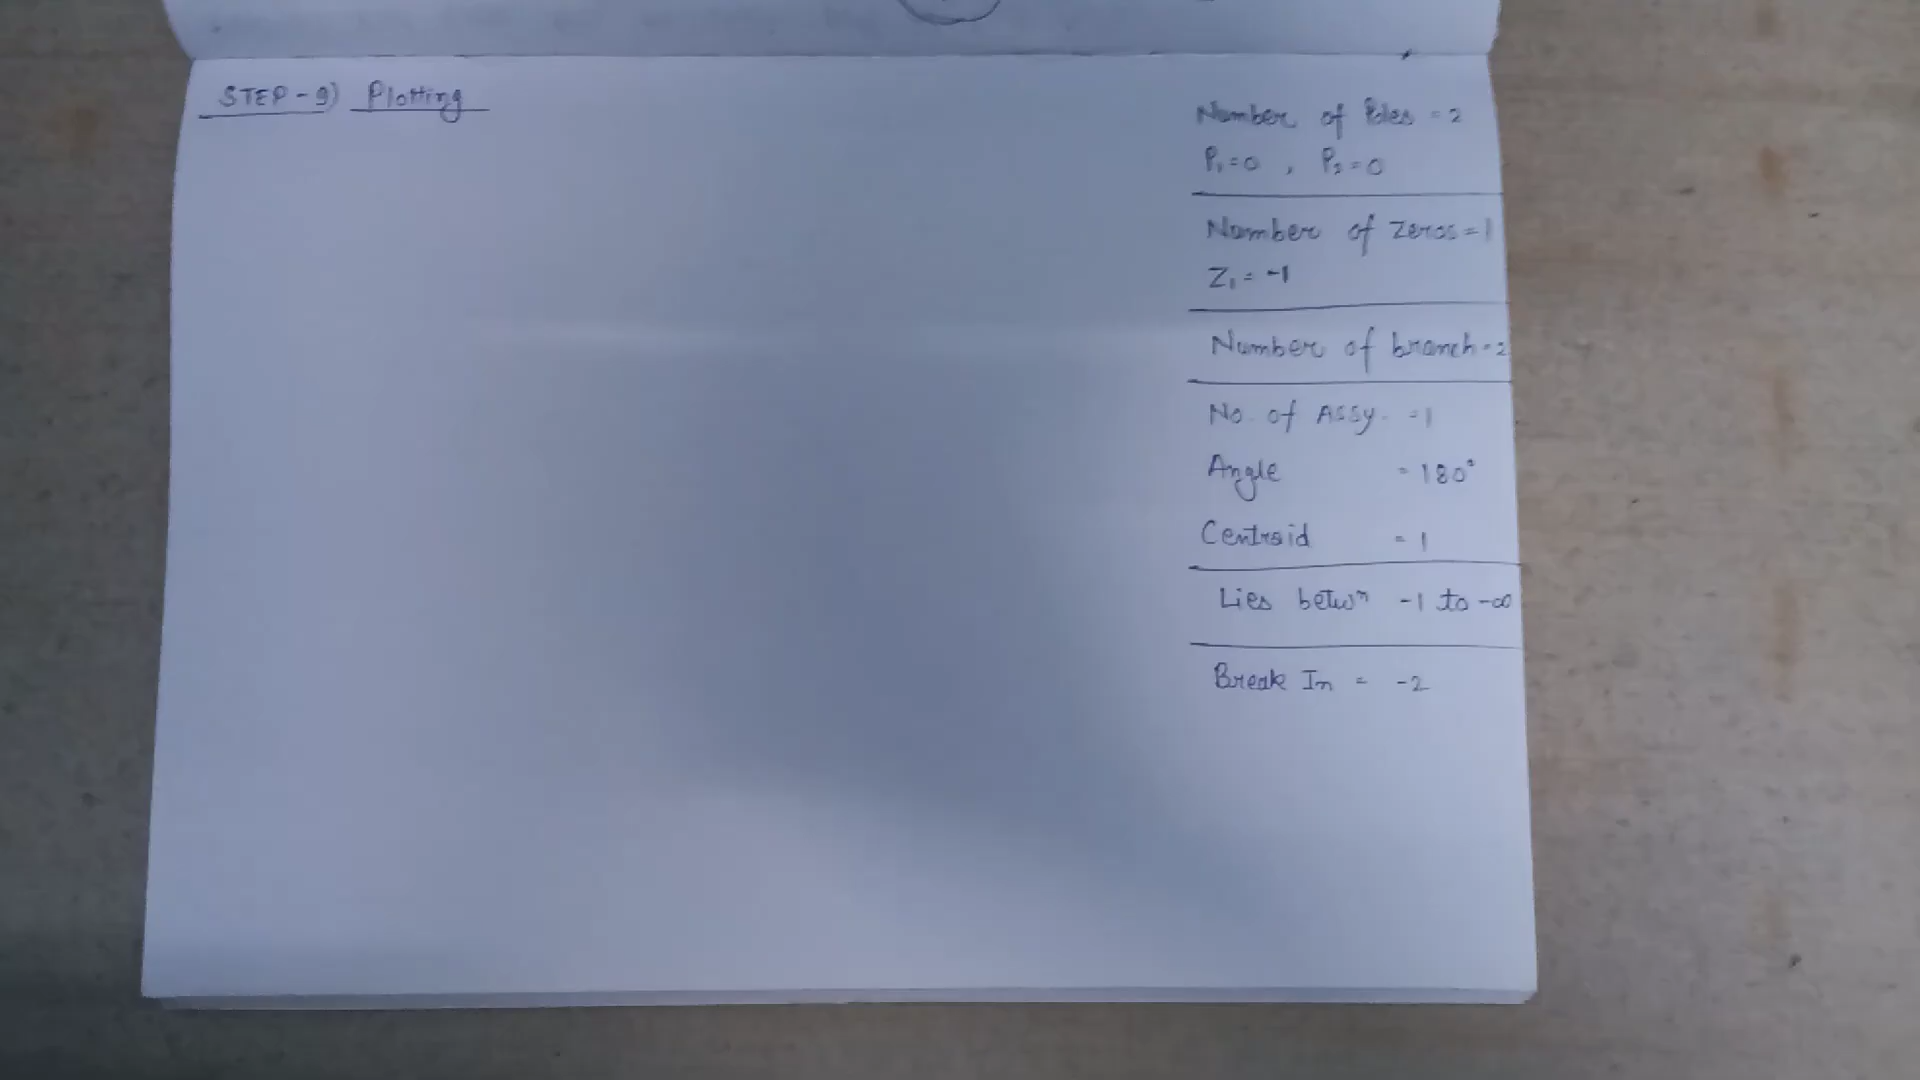 STEP-9) Plotting
Number of Poles = 2
P₁=0 , P₂=0
Number of Zeros=1
Z₁ = -1
Number of branch=2
No. of Assy. =1
Angle = 180°
Centroid = 1
Lies betwⁿ -1 to -∞
Break In = -2